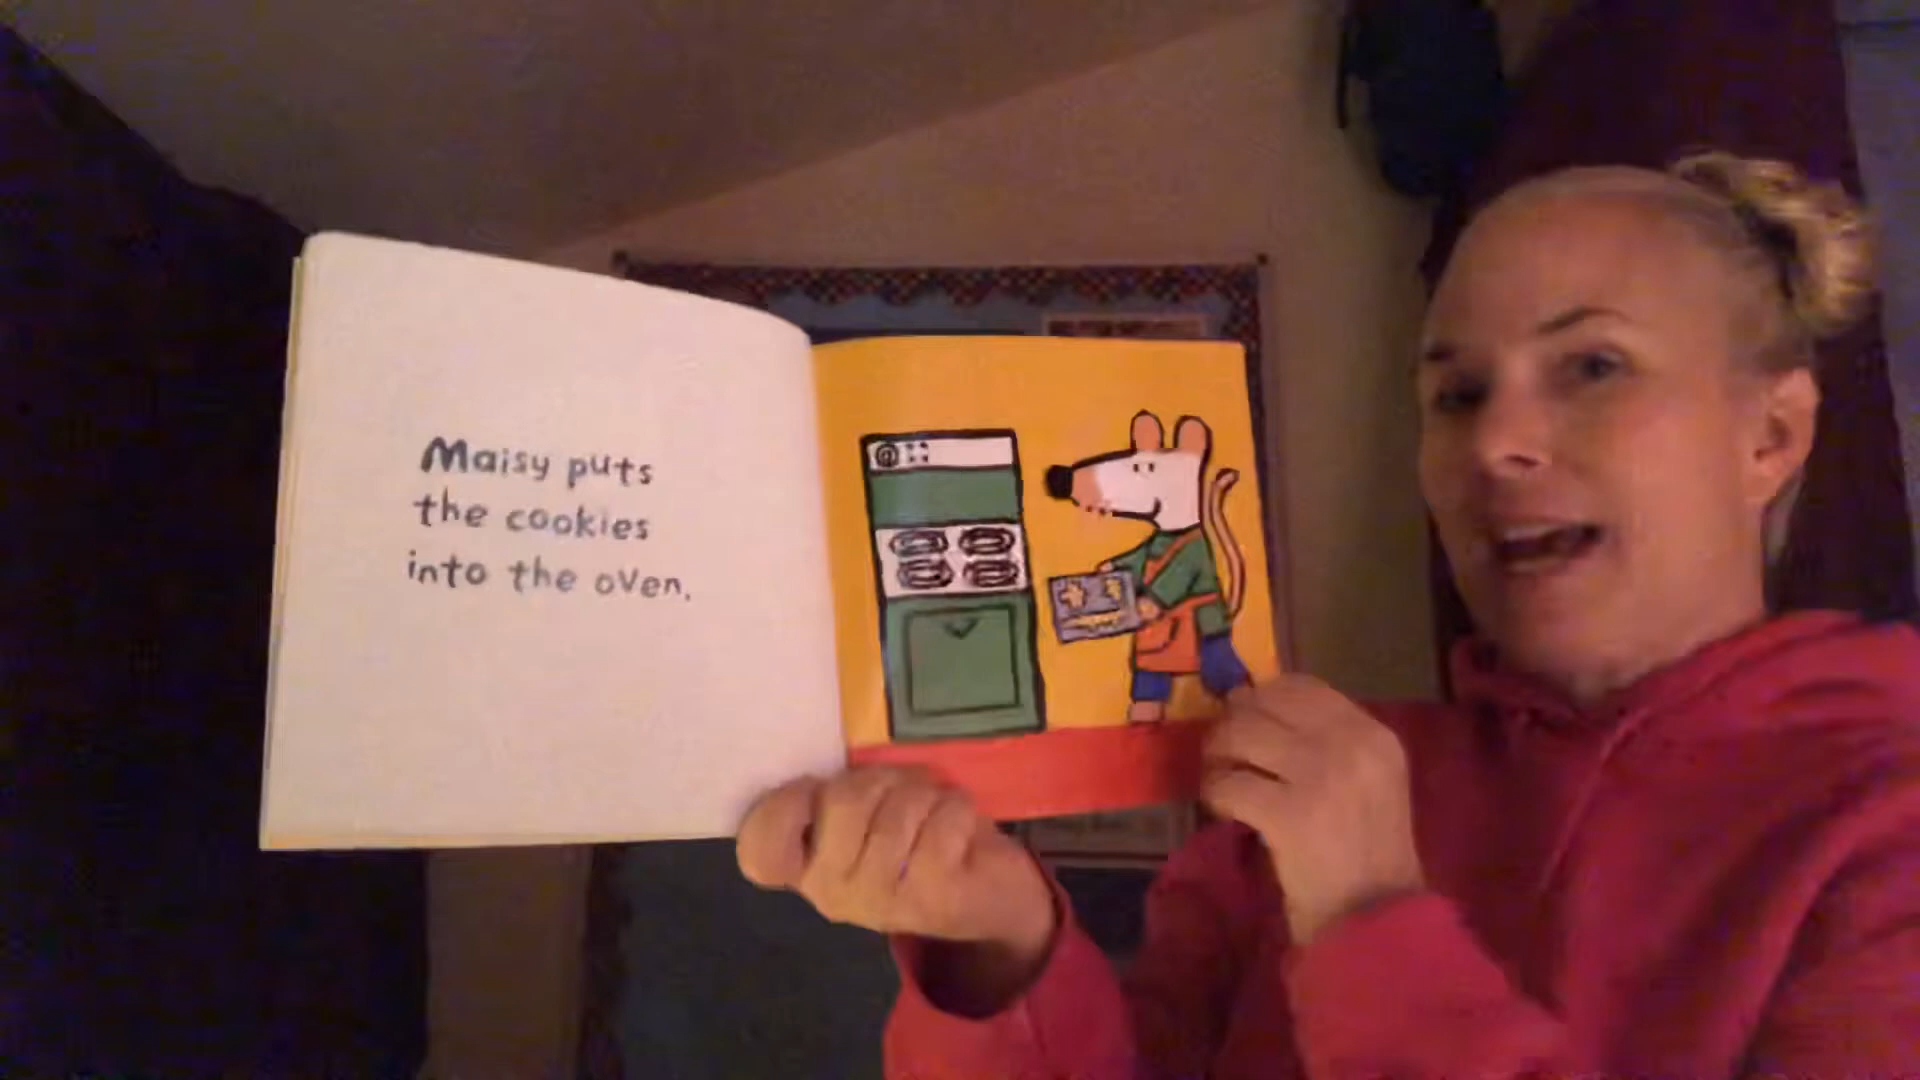 Maisy puts
the cookies
into the oven.